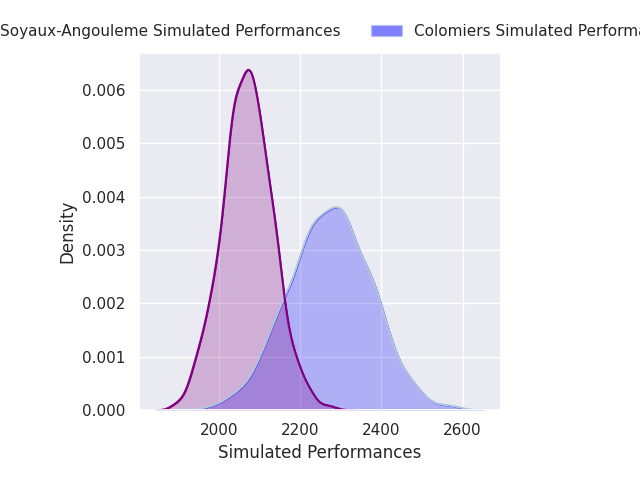 Soyaux-Angouleme Simulated Performances
Colomiers Simulated Performa
0.006
0.005
0.004
0.003
0.002
0.001
0.000
Density
2000 2200 2400 2600
Simulated Performances